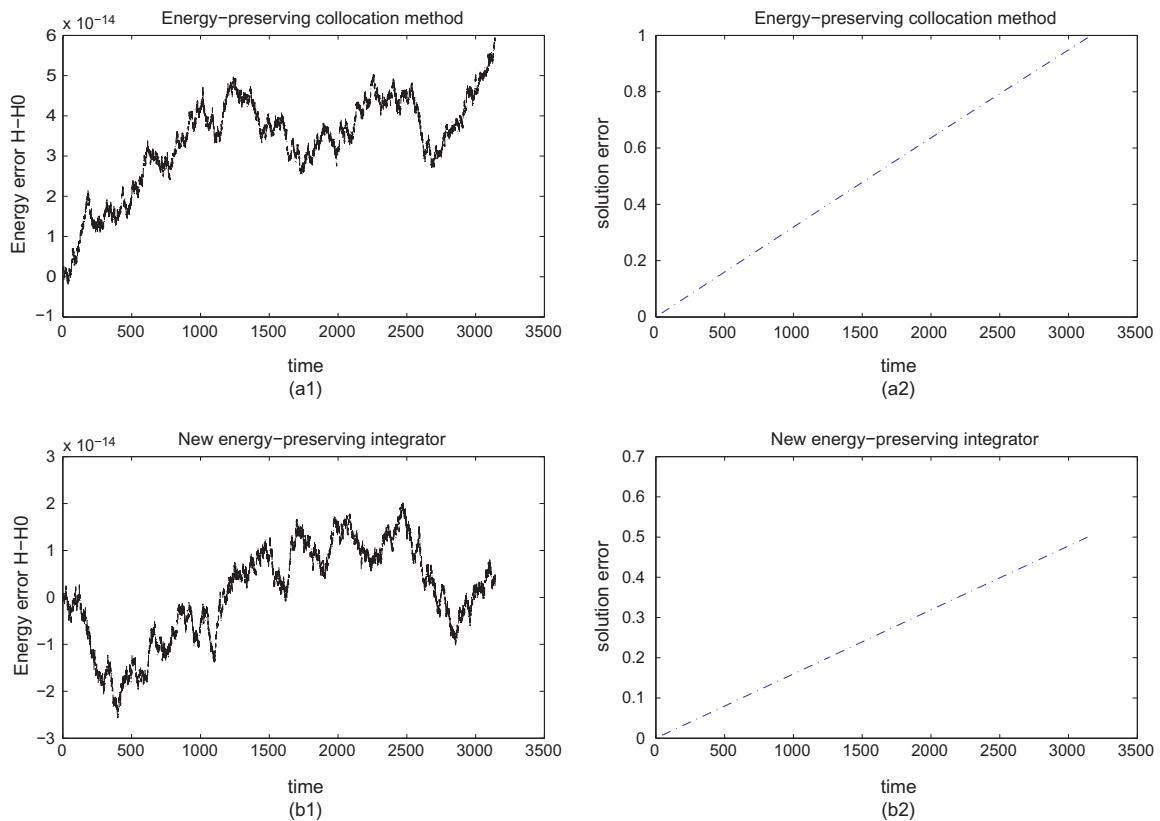 x 10−14
Energy−preserving collocation method
6
5
4
3
2
1
0
−1
Energy error H−H0
0 500 1000 1500 2000 2500 3000 3500
time
(a1)
Energy−preserving collocation method
1
0.8
0.6
0.4
0.2
0
solution error
0 500 1000 1500 2000 2500 3000 3500
time
(a2)
x 10−14
New energy−preserving integrator
3
2
1
0
−1
−2
−3
Energy error H−H0
0 500 1000 1500 2000 2500 3000 3500
time
(b1)
New energy−preserving integrator
0.7
0.6
0.5
0.4
0.3
0.2
0.1
0
solution error
0 500 1000 1500 2000 2500 3000 3500
time
(b2)